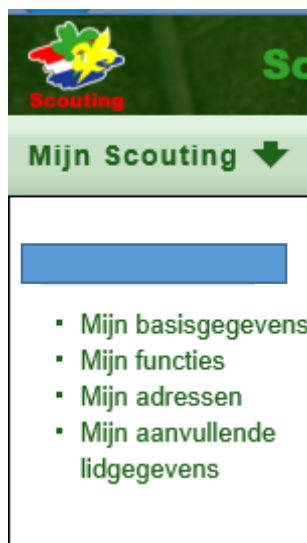 Sc
Scouting
Mijn Scouting
Mijn basisgegevens
Mijn functies
Mijn adressen
Mijn aanvullende
lidgegevens